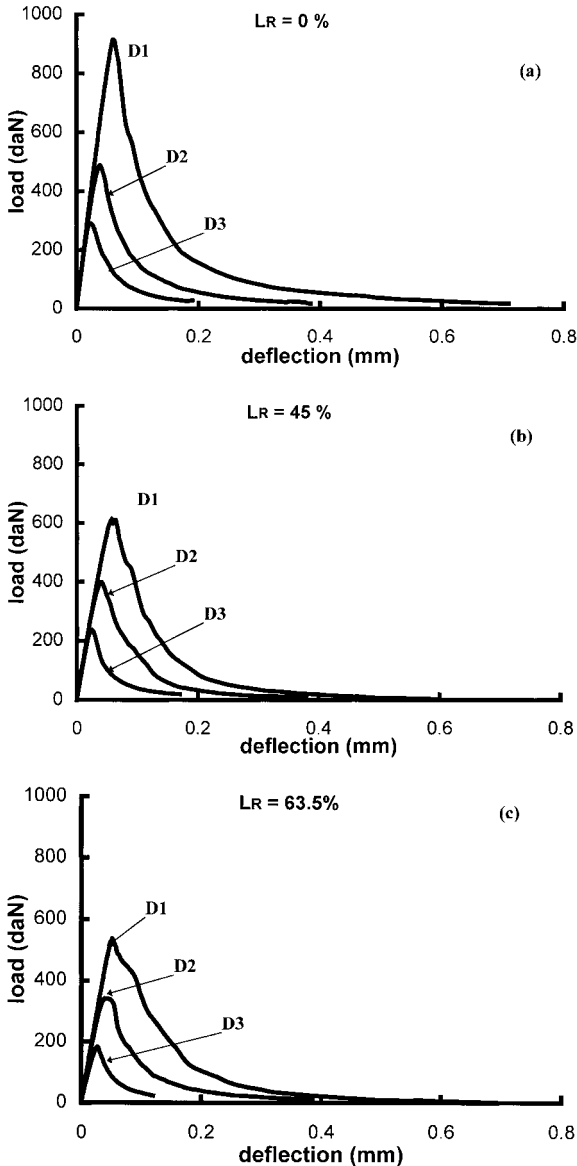 LR = 0 %
(a)
1000
800
600
400
200
0
load (daN)
D1
D2
D3
0 0.2 0.4 0.6 0.8
deflection (mm)
LR = 45 %
(b)
1000
800
600
400
200
0
load (daN)
D1
D2
D3
0 0.2 0.4 0.6 0.8
deflection (mm)
LR = 63.5%
(c)
1000
800
600
400
200
0
load (daN)
D1
D2
D3
0 0.2 0.4 0.6 0.8
deflection (mm)